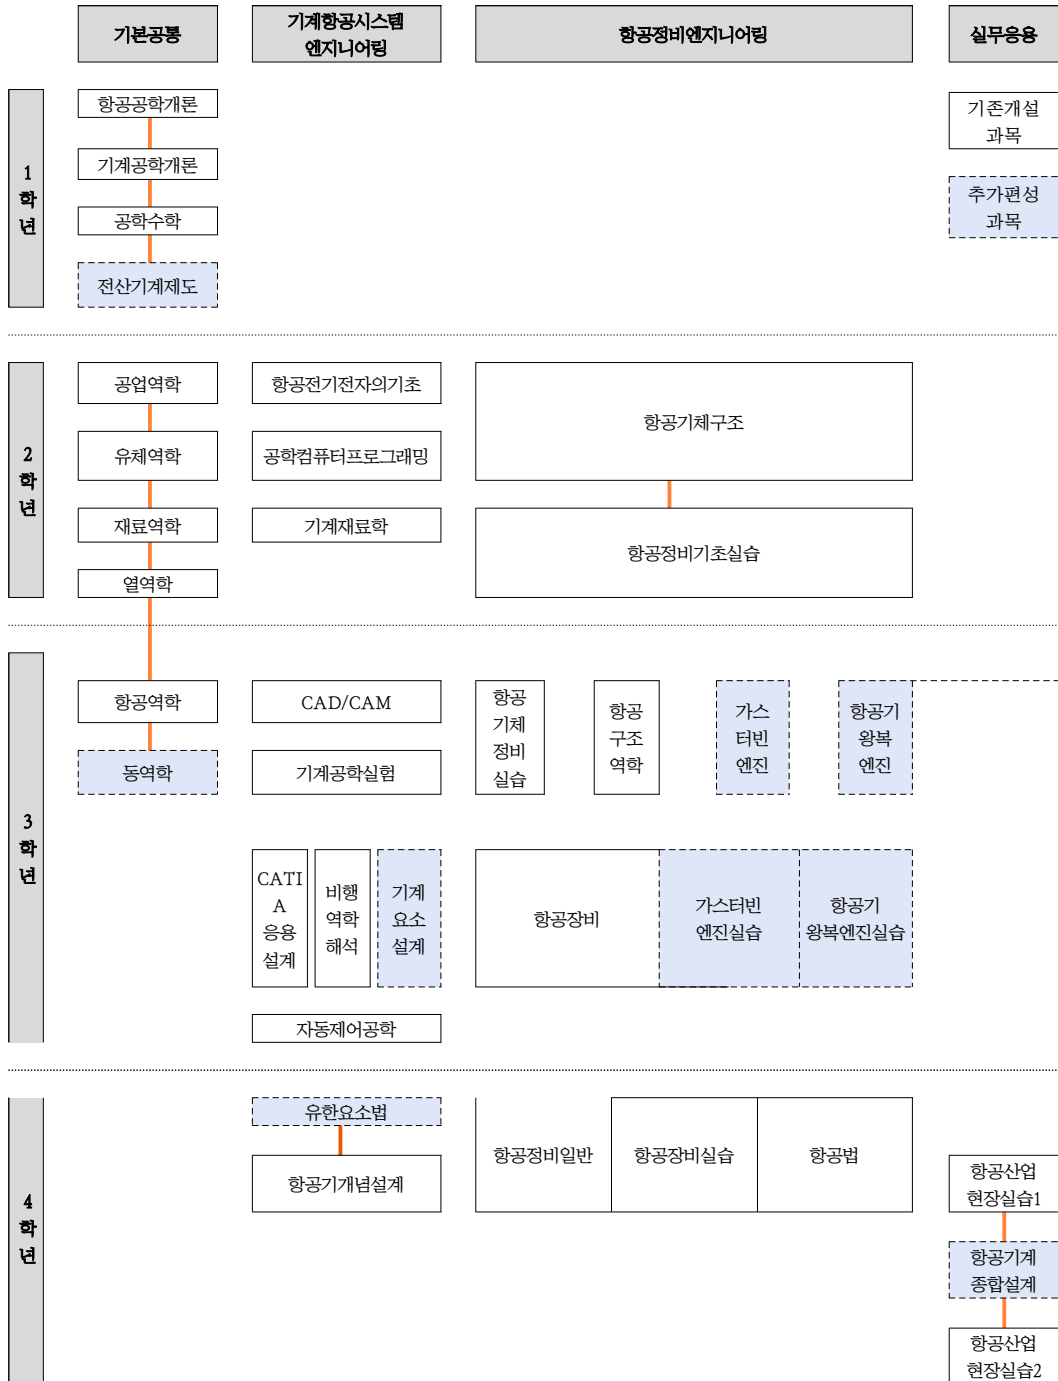 기본공통
기계항공시스템
엔지니어링
항공정비엔지니어링
실무응용
1
학
년
항공공학개론
기계공학개론
공학수학
전산기계제도
기존개설
과목
추가편성
과목
2
학
년
공업역학
유체역학
재료역학
열역학
항공전기전자의기초
공학컴퓨터프로그래밍
기계재료학
항공기체구조
항공정비기초실습
3
학
년
항공역학
동역학
CAD/CAM
기계공학실험
항공
기체
정비
실습
항공
구조
역학
가스
터빈
엔진
항공기
왕복
엔진
CATI
A
응용
설계
비행
역학
해석
기계
요소
설계
자동제어공학
항공장비
가스터빈
엔진실습
항공기
왕복엔진실습
4
학
년
유한요소법
항공기개념설계
항공정비일반
항공장비실습
항공법
항공산업
현장실습1
항공기계
종합설계
항공산업
현장실습2